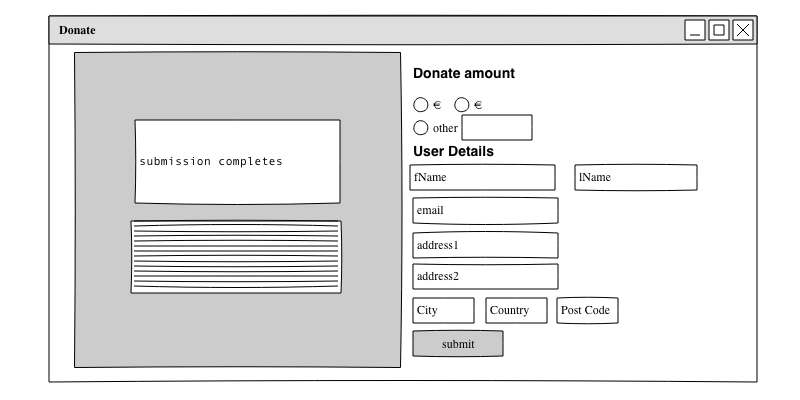 Donate
submission completes
Donate amount
€ €
other
User Details
fName lName
email
address1
address2
City Country Post Code
submit